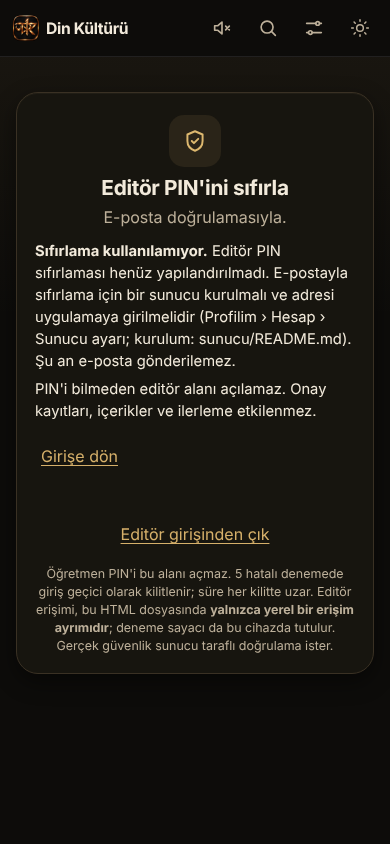 Din Kültürü
Editör PIN'ini sıfırla
E-posta doğrulamasıyla.
Sıfırlama kullanılamıyor. Editör PIN
sıfırlaması henüz yapılandırılmadı. E-postayla
sıfırlama için bir sunucu kurulmalı ve adresi
uygulamaya girilmelidir (Profilim › Hesap ›
Sunucu ayarı; kurulum: sunucu/README.md).
Şu an e-posta gönderilemez.
PIN'i bilmeden editör alanı açılamaz. Onay
kayıtları, içerikler ve ilerleme etkilenmez.
Girişe dön
Editör girişinden çık
Öğretmen PIN'i bu alanı açmaz. 5 hatalı denemede
giriş geçici olarak kilitlenir; süre her kilitte uzar. Editör
erişimi, bu HTML dosyasında yalnızca yerel bir erişim
ayrımıdır; deneme sayacı da bu cihazda tutulur.
Gerçek güvenlik sunucu taraflı doğrulama ister.